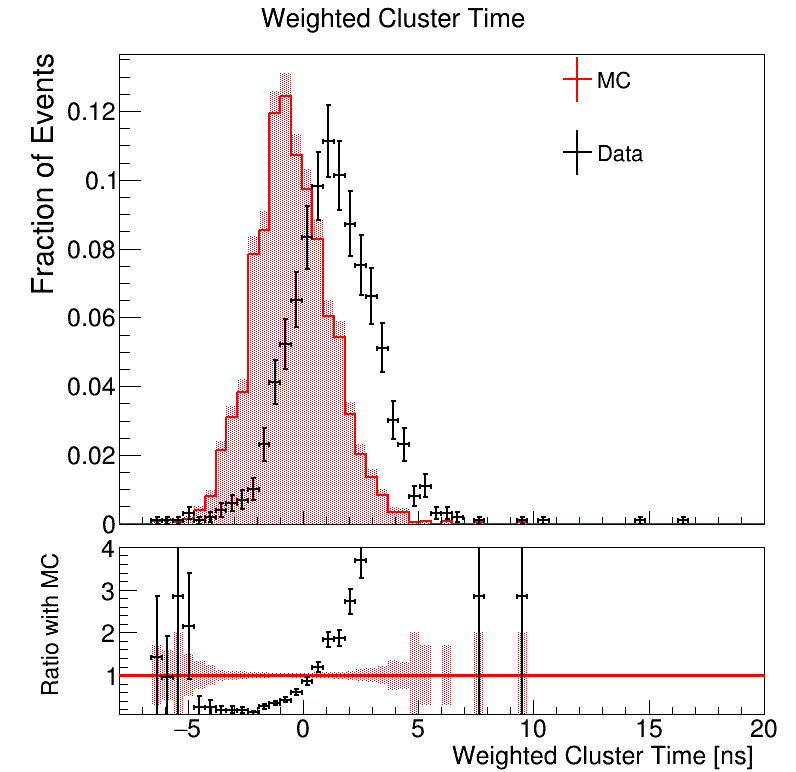 Weighted Cluster Time
Fraction of Events
MC
Data
0.12
0.1
0.08
0.06
0.04
0.02
0
Ratio with MC
4
3
2
1
−5 0 5 10 15 20
Weighted Cluster Time [ns]